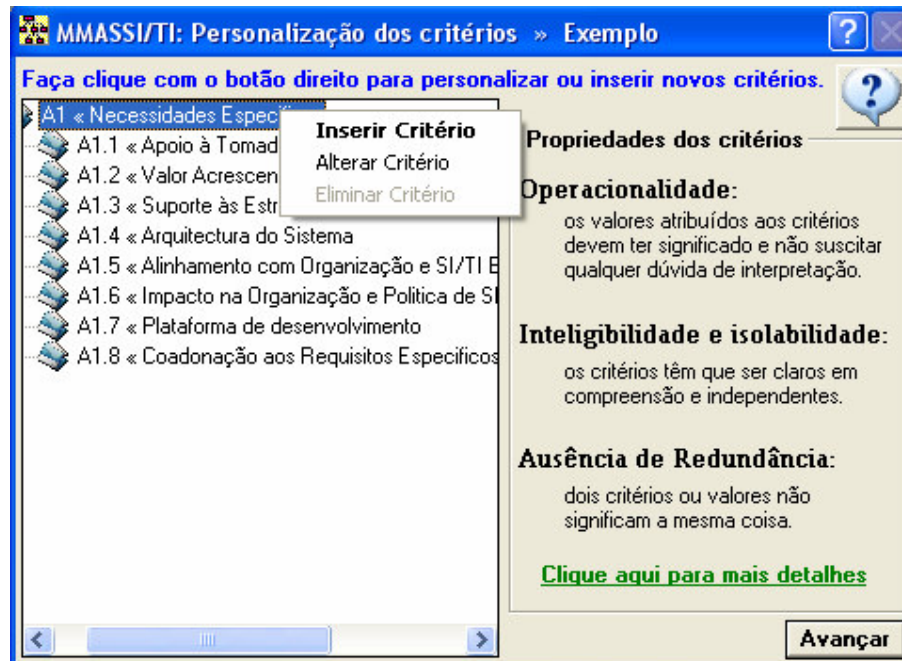 MMASSI/TI: Personalização dos critérios » Exemplo
Faça clique com o botão direito para personalizar ou inserir novos critérios.
A1 « Necessidades
A1.1 « Apoio à
A1.2 « Valor
A1.3 « Suporte às
A1.4 « Arquitectura do Sistema
A1.5 « Alinhamento com Organização e SI/TI E
A1.6 « Impacto na Organização e Politica de SI
A1.7 « Plataforma de desenvolvimento
A1.8 « Coadonação aos Requisitos Especificos
Inserir Critério
Alterar Critério
Eliminar Critério
Propriedades dos critérios
Operacionalidade:
os valores atribuídos aos critérios
devem ter significado e não suscitar
qualquer dúvida de interpretação.
Inteligibilidade e isolabilidade:
os critérios têm que ser claros em
compreensão e independentes.
Ausência de Redundância:
dois critérios ou valores não
significam a mesma coisa.
Clique aqui para mais detalhes
Avançar